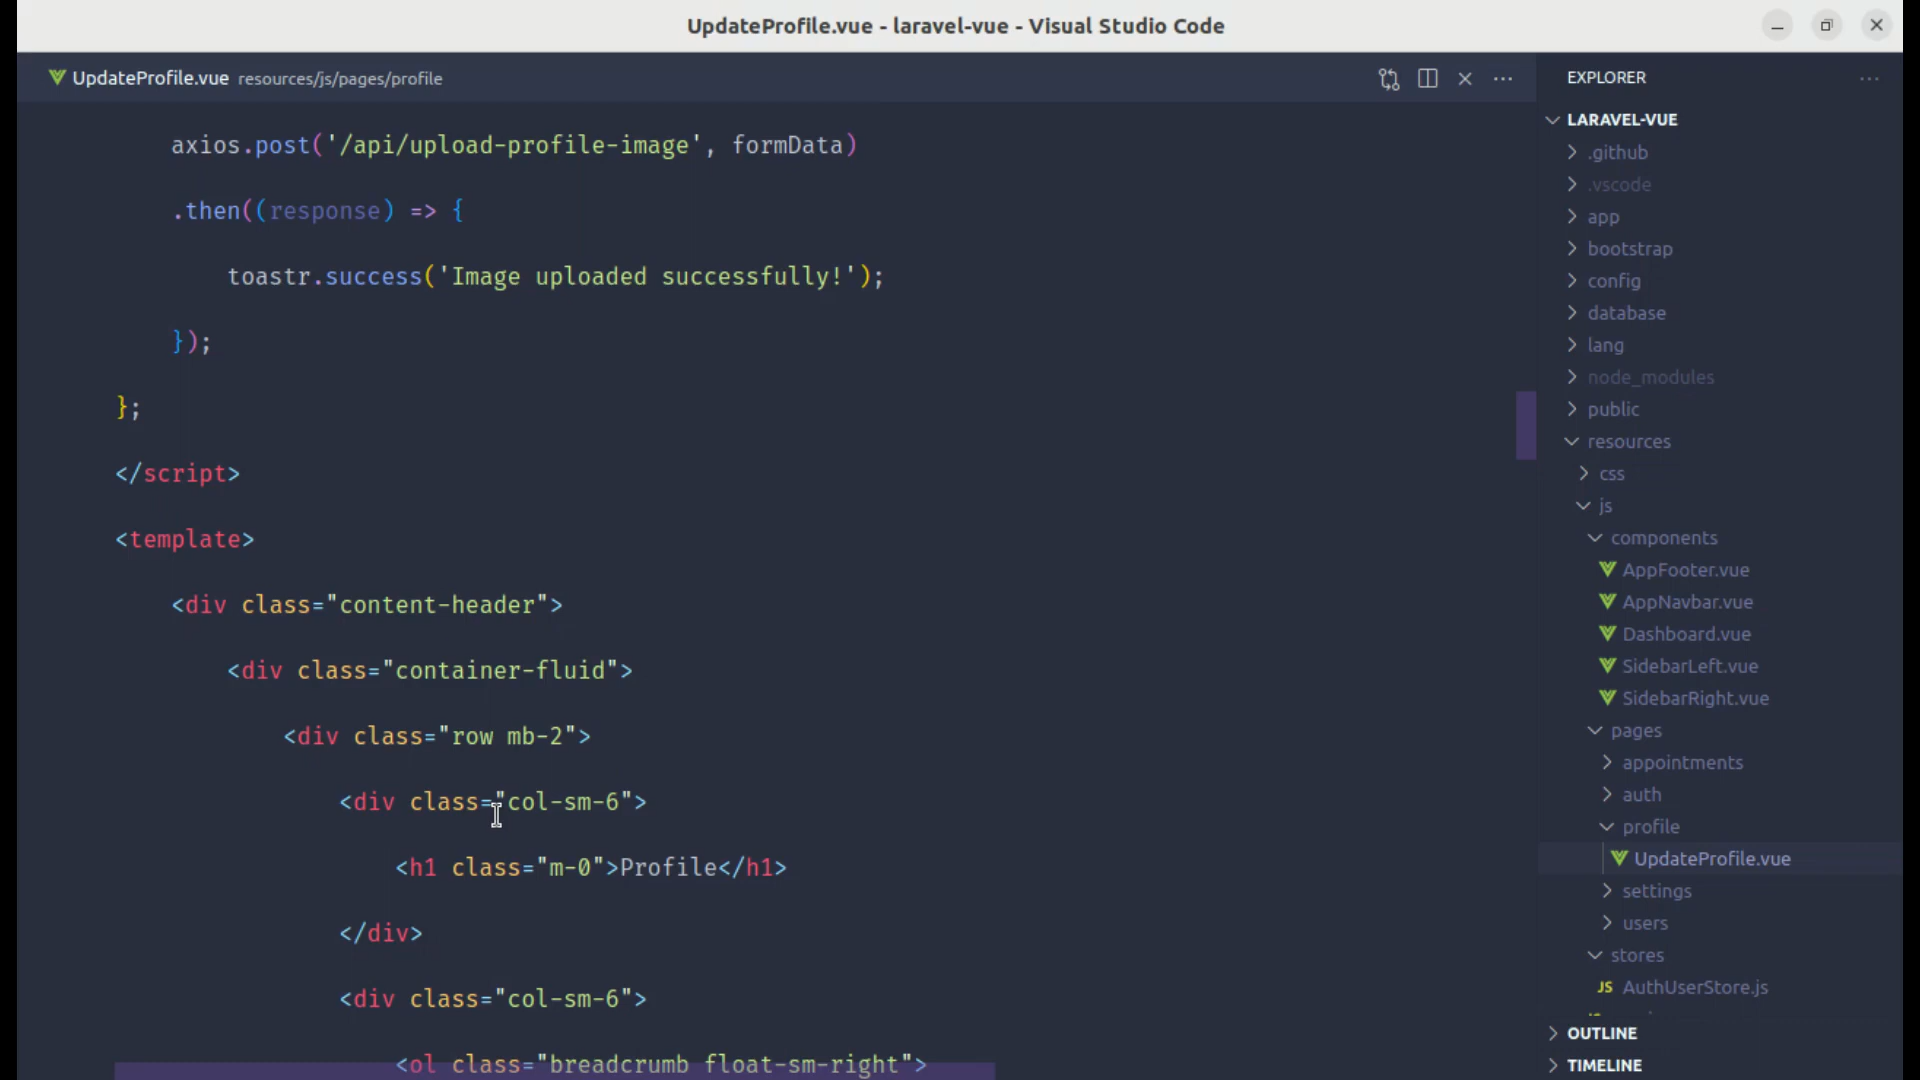 UpdateProfile.vue - laravel-vue - Visual Studio Code
UpdateProfile.vue resources/js/pages/profile
axios.post('/api/upload-profile-image', formData)
.then((response) => {
toastr.success('Image uploaded successfully!');
});
};
</script>
<template>
<div class="content-header">
<div class="container-fluid">
<div class="row mb-2">
<div class="col-sm-6">
<h1 class="m-0">Profile</h1>
</div>
<div class="col-sm-6">
<ol class="breadcrumb float-sm-right">
EXPLORER
LARAVEL-VUE
.github
.vscode
app
bootstrap
config
database
lang
node_modules
public
resources
css
js
components
AppFooter.vue
AppNavbar.vue
Dashboard.vue
SidebarLeft.vue
SidebarRight.vue
pages
appointments
auth
profile
UpdateProfile.vue
settings
users
stores
JS AuthUserStore.js
OUTLINE
TIMELINE